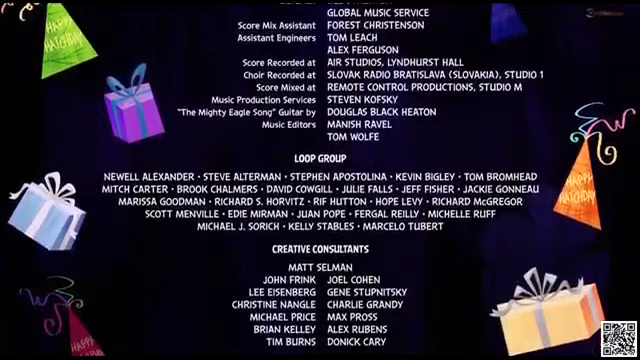 GLOBAL MUSIC SERVICE
Score Mix Assistant FOREST CHRISTENSON
Assistant Engineers TOM LEACH
ALEX FERGUSON
Score Recorded at AIR STUDIOS, LYNDHURST HALL
Choir Recorded at SLOVAK RADIO BRATISLAVA (SLOVAKIA), STUDIO 1
Score Mixed at REMOTE CONTROL PRODUCTIONS, STUDIO M
Music Production Services STEVEN KOFSKY
"The Mighty Eagle Song" Guitar by DOUGLAS BLACK HEATON
Music Editors MANISH RAVEL
TOM WOLFE
LOOP GROUP
NEWELL ALEXANDER • STEVE ALTERMAN • STEPHEN APOSTOLINA • KEVIN BIGLEY • TOM BROMHEAD
MITCH CARTER • BROOK CHALMERS • DAVID COWGILL • JULIE FALLS • JEFF FISHER • JACKIE GONNEAU
MARISSA GOODMAN • RICHARD S. HORVITZ • RIF HUTTON • HOPE LEVY • RICHARD McGREGOR
SCOTT MENVILLE • EDIE MIRMAN • JUAN POPE • FERGAL REILLY • MICHELLE RUFF
MICHAEL J. SORICH • KELLY STABLES • MARCELO TUBERT
CREATIVE CONSULTANTS
MATT SELMAN
JOHN FRINK JOEL COHEN
LEE EISENBERG GENE STUPNITSKY
CHRISTINE NANGLE CHARLIE GRANDY
MICHAEL PRICE MAX PROSS
BRIAN KELLEY ALEX RUBENS
TIM BURNS DONICK CARY
HAPPY
HATCHDAY!
HAPPY
HATCHDAY!
HAPPY